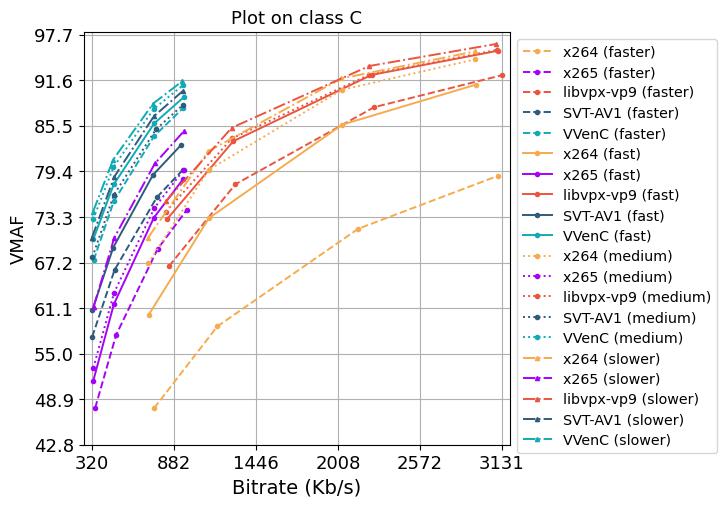 Plot on class C
97.7
91.6
85.5
79.4
73.3
67.2
61.1
55.0
48.9
42.8
VMAF
320 882 1446 2008 2572 3131
Bitrate (Kb/s)
x264 (faster)
x265 (faster)
libvpx-vp9 (faster)
SVT-AV1 (faster)
VVenC (faster)
x264 (fast)
x265 (fast)
libvpx-vp9 (fast)
SVT-AV1 (fast)
VVenC (fast)
x264 (medium)
x265 (medium)
libvpx-vp9 (medium)
SVT-AV1 (medium)
VVenC (medium)
x264 (slower)
x265 (slower)
libvpx-vp9 (slower)
SVT-AV1 (slower)
VVenC (slower)